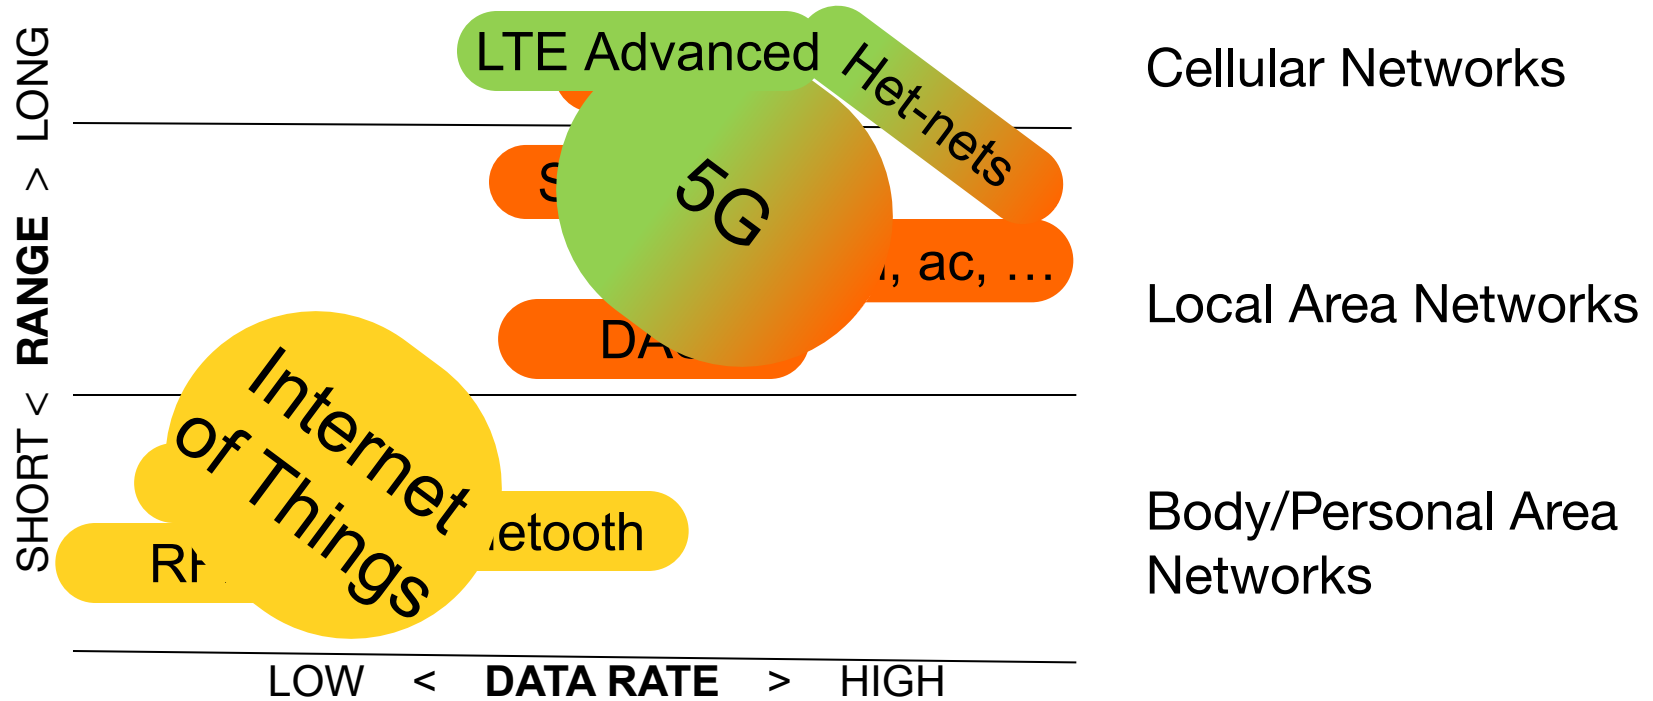 SHORT < RANGE > LONG
LTE Advanced
Het-nets
5G
, ac, …
Internet
of Things
etooth
LOW < DATA RATE > HIGH
Cellular Networks
Local Area Networks
Body/Personal Area
Networks